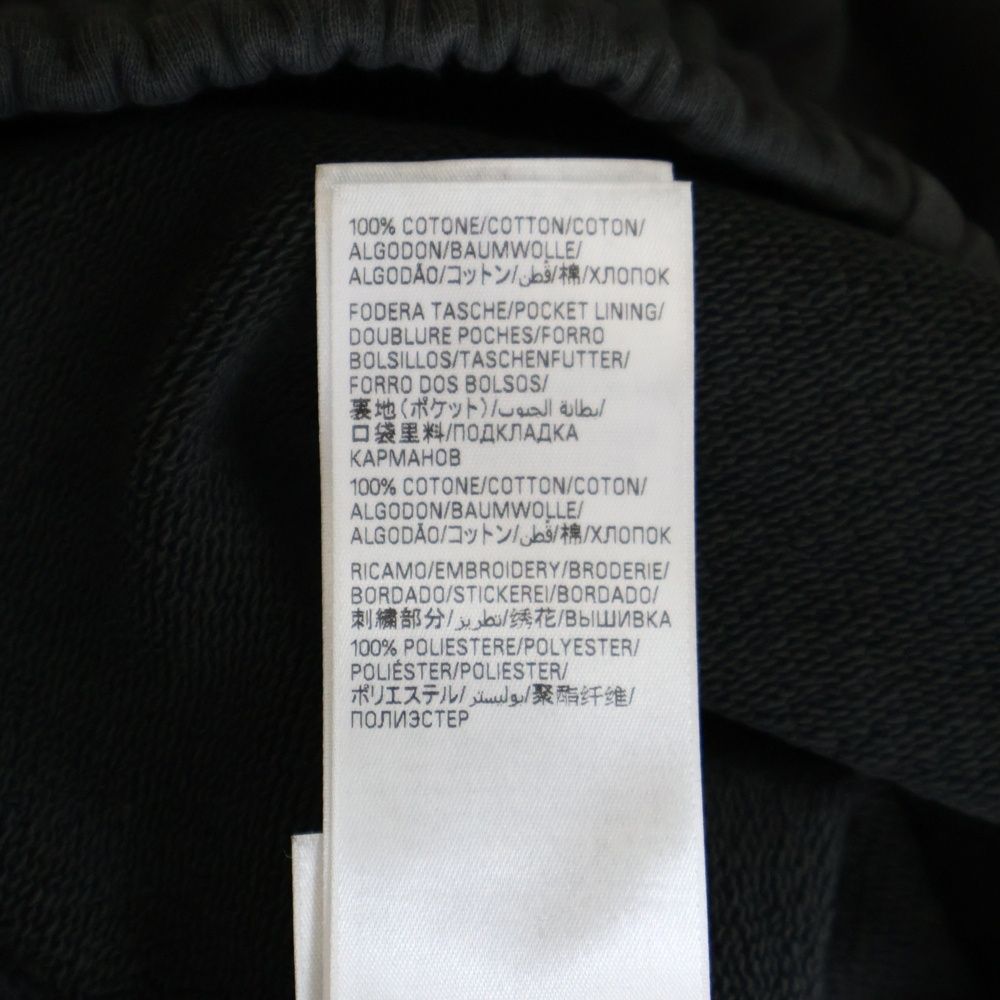 100% COTONE/COTTON/COTON/
ALGODON/BAUMWOLLE/
ALGODÃO/コットン/قُطن/棉/ХЛОПОК
FODERA TASCHE/POCKET LINING/
DOUBLURE POCHES/FORRO
BOLSILLOS/TASCHENFUTTER/
FORRO DOS BOLSOS/
裏地(ポケット)/بطانة الجيوب/
口袋里料/ПОДКЛАДКА
КАРМАНОВ
100% COTONE/COTTON/COTON/
ALGODON/BAUMWOLLE/
ALGODÃO/コットン/قُطن/棉/ХЛОПОК
RICAMO/EMBROIDERY/BRODERIE/
BORDADO/STICKEREI/BORDADO/
刺繍部分/تطريز/绣花/ВЫШИВКА
100% POLIESTERE/POLYESTER/
POLIÉSTER/POLIESTER/
ポリエステル/بوليستر/聚酯纤维/
ПОЛИЭСТЕР